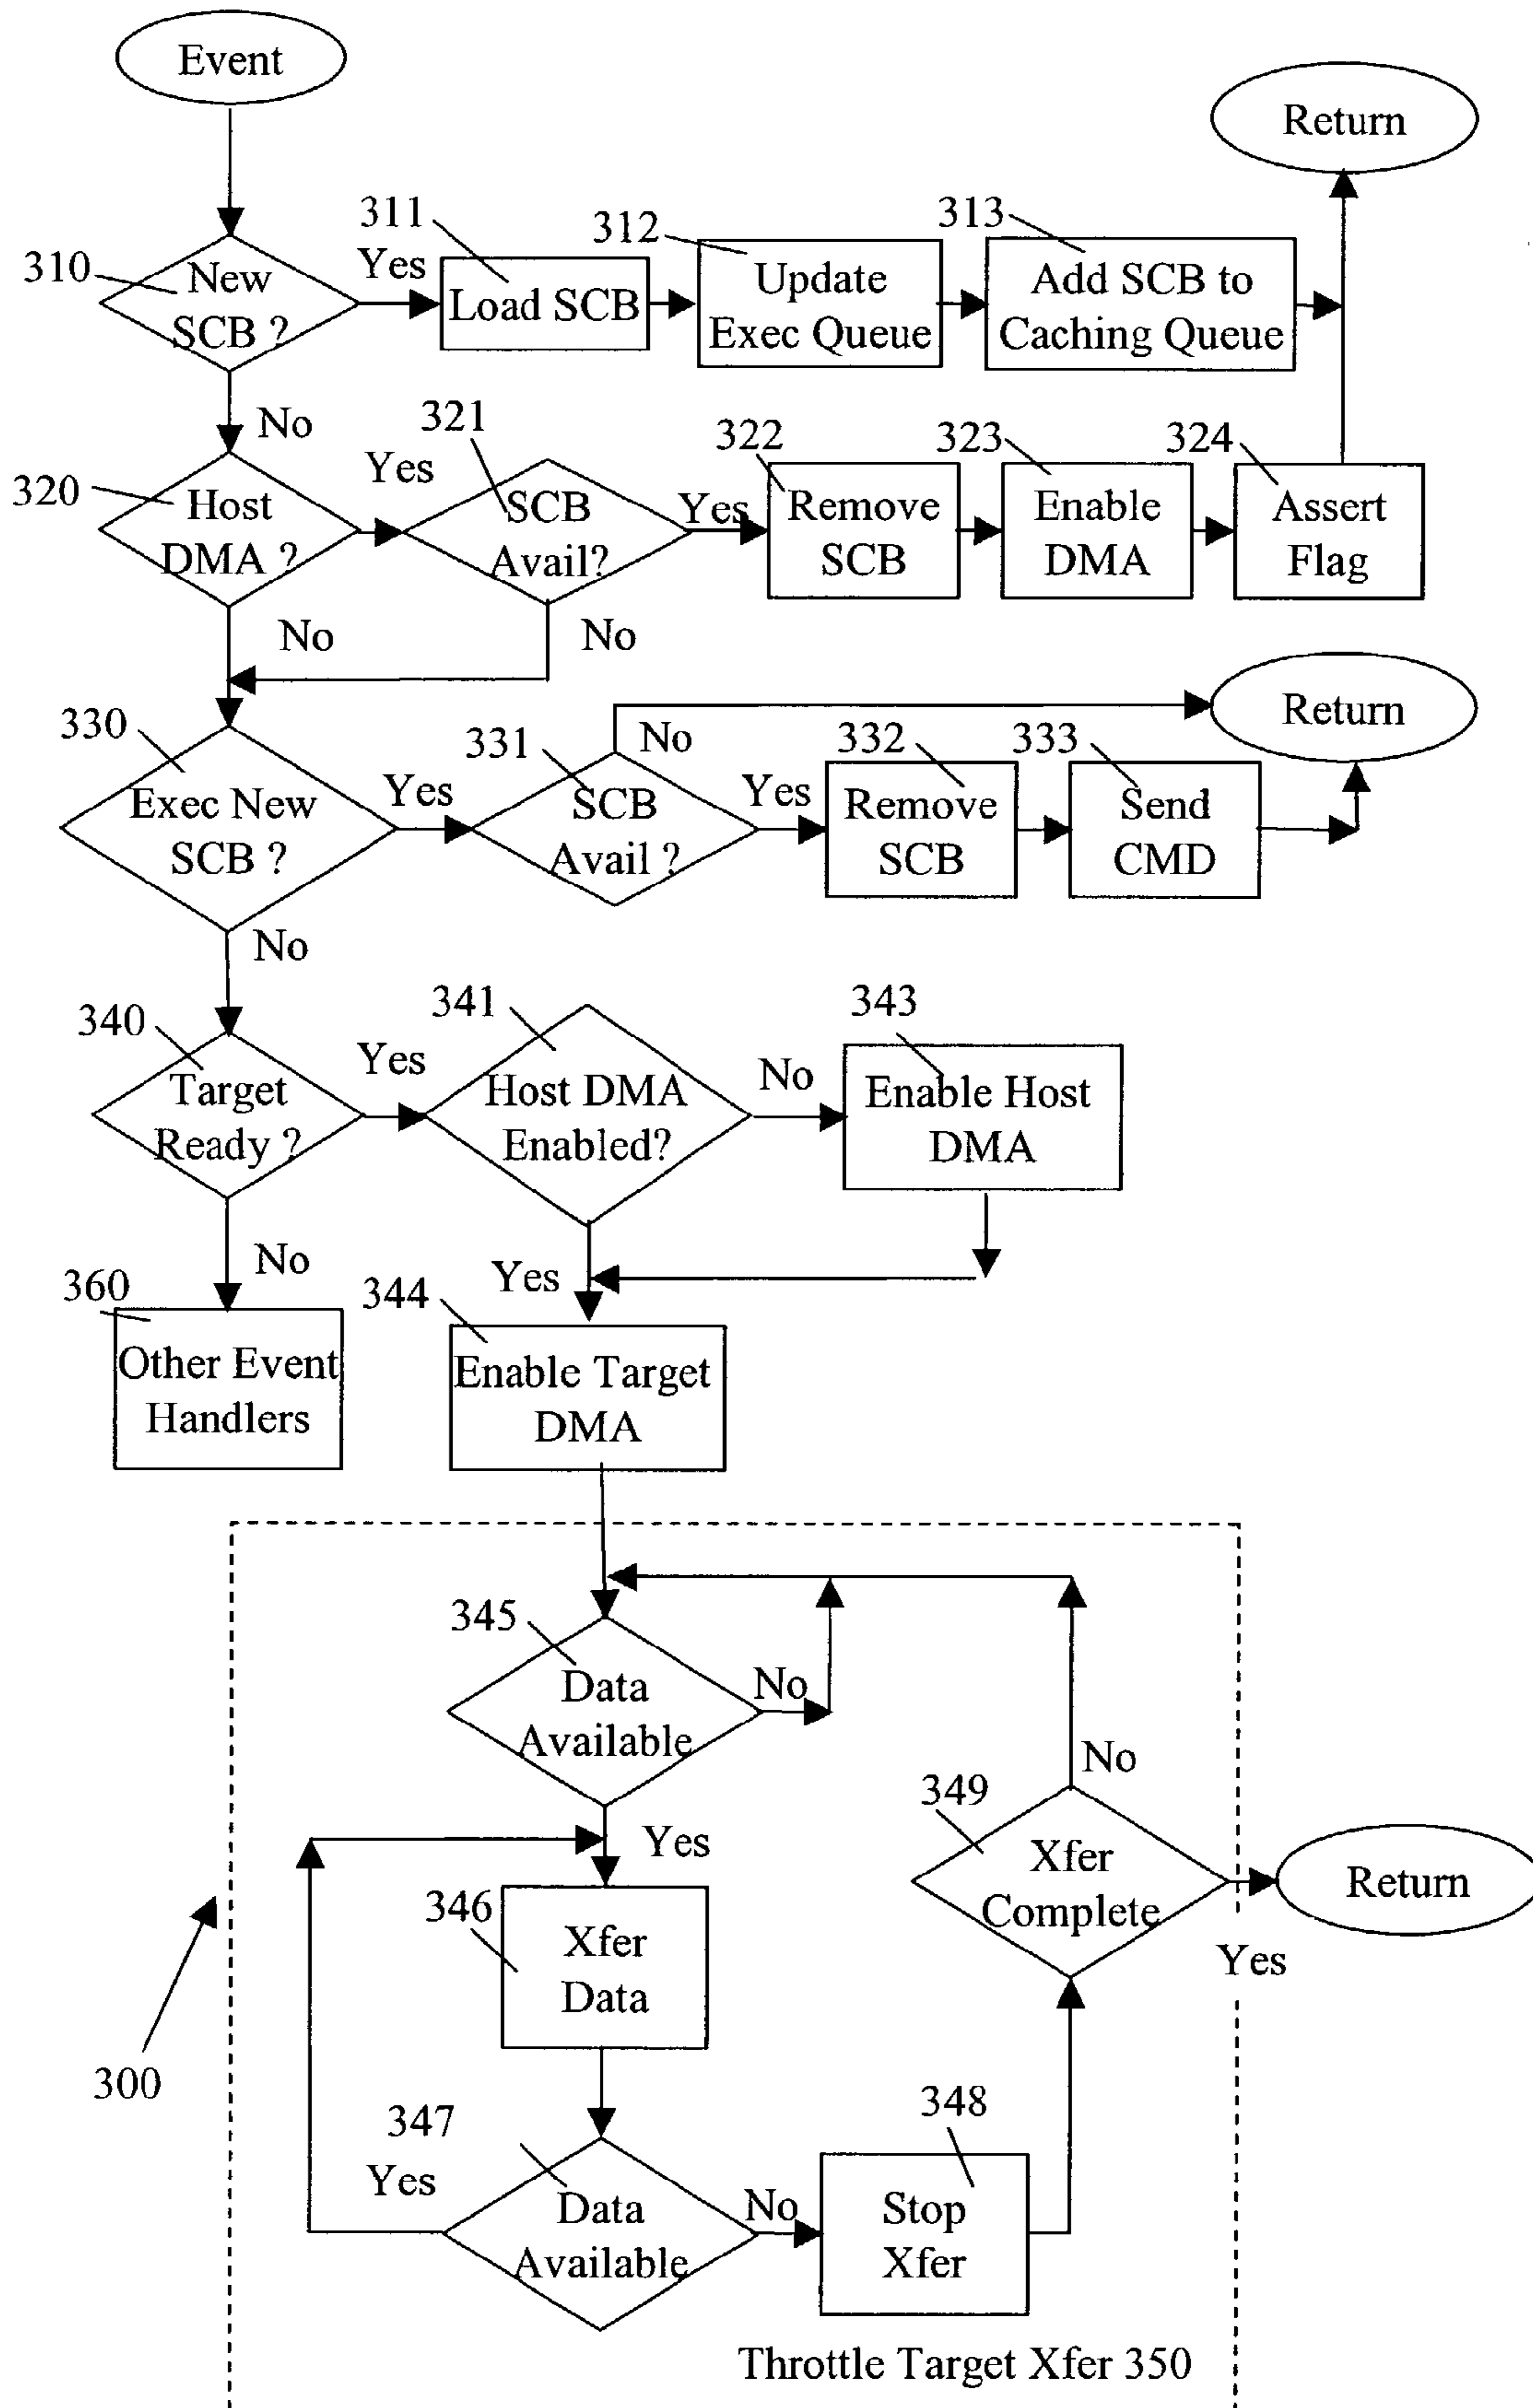 Event
Return
310
New
SCB ?
Yes
311
Load SCB
312
Update
Exec Queue
313
Add SCB to
Caching Queue
No
320
Host
DMA ?
Yes
321
SCB
Avail?
Yes
322
Remove
SCB
323
Enable
DMA
324
Assert
Flag
No
No
330
Exec New
SCB ?
Yes
331
SCB
Avail ?
No
Yes
332
Remove
SCB
333
Send
CMD
Return
No
340
Target
Ready ?
Yes
341
Host DMA
Enabled?
No
343
Enable Host
DMA
No
Yes
360
Other Event
Handlers
344
Enable Target
DMA
345
Data
Available
No
Yes
346
Xfer
Data
347
Data
Available
Yes
No
348
Stop
Xfer
349
Xfer
Complete
No
Yes
Return
300
Throttle Target Xfer 350